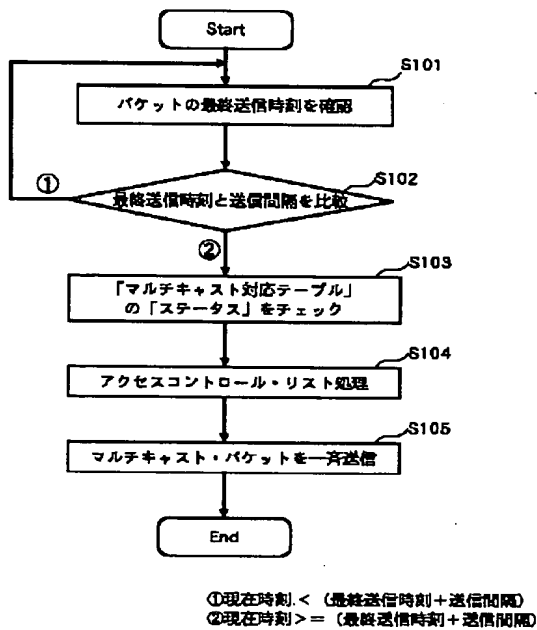 Start
S101
パケットの最終送信時刻を確認
①
S102
最終送信時刻と送信間隔を比較
②
S103
「マルチキャスト対応テーブル」
の「ステータス」をチェック
S104
アクセスコントロール・リスト処理
S105
マルチキャスト・パケットを一斉送信
End
①現在時刻.< (最終送信時刻+送信間隔)
②現在時刻>= (最終送信時刻+送信間隔)